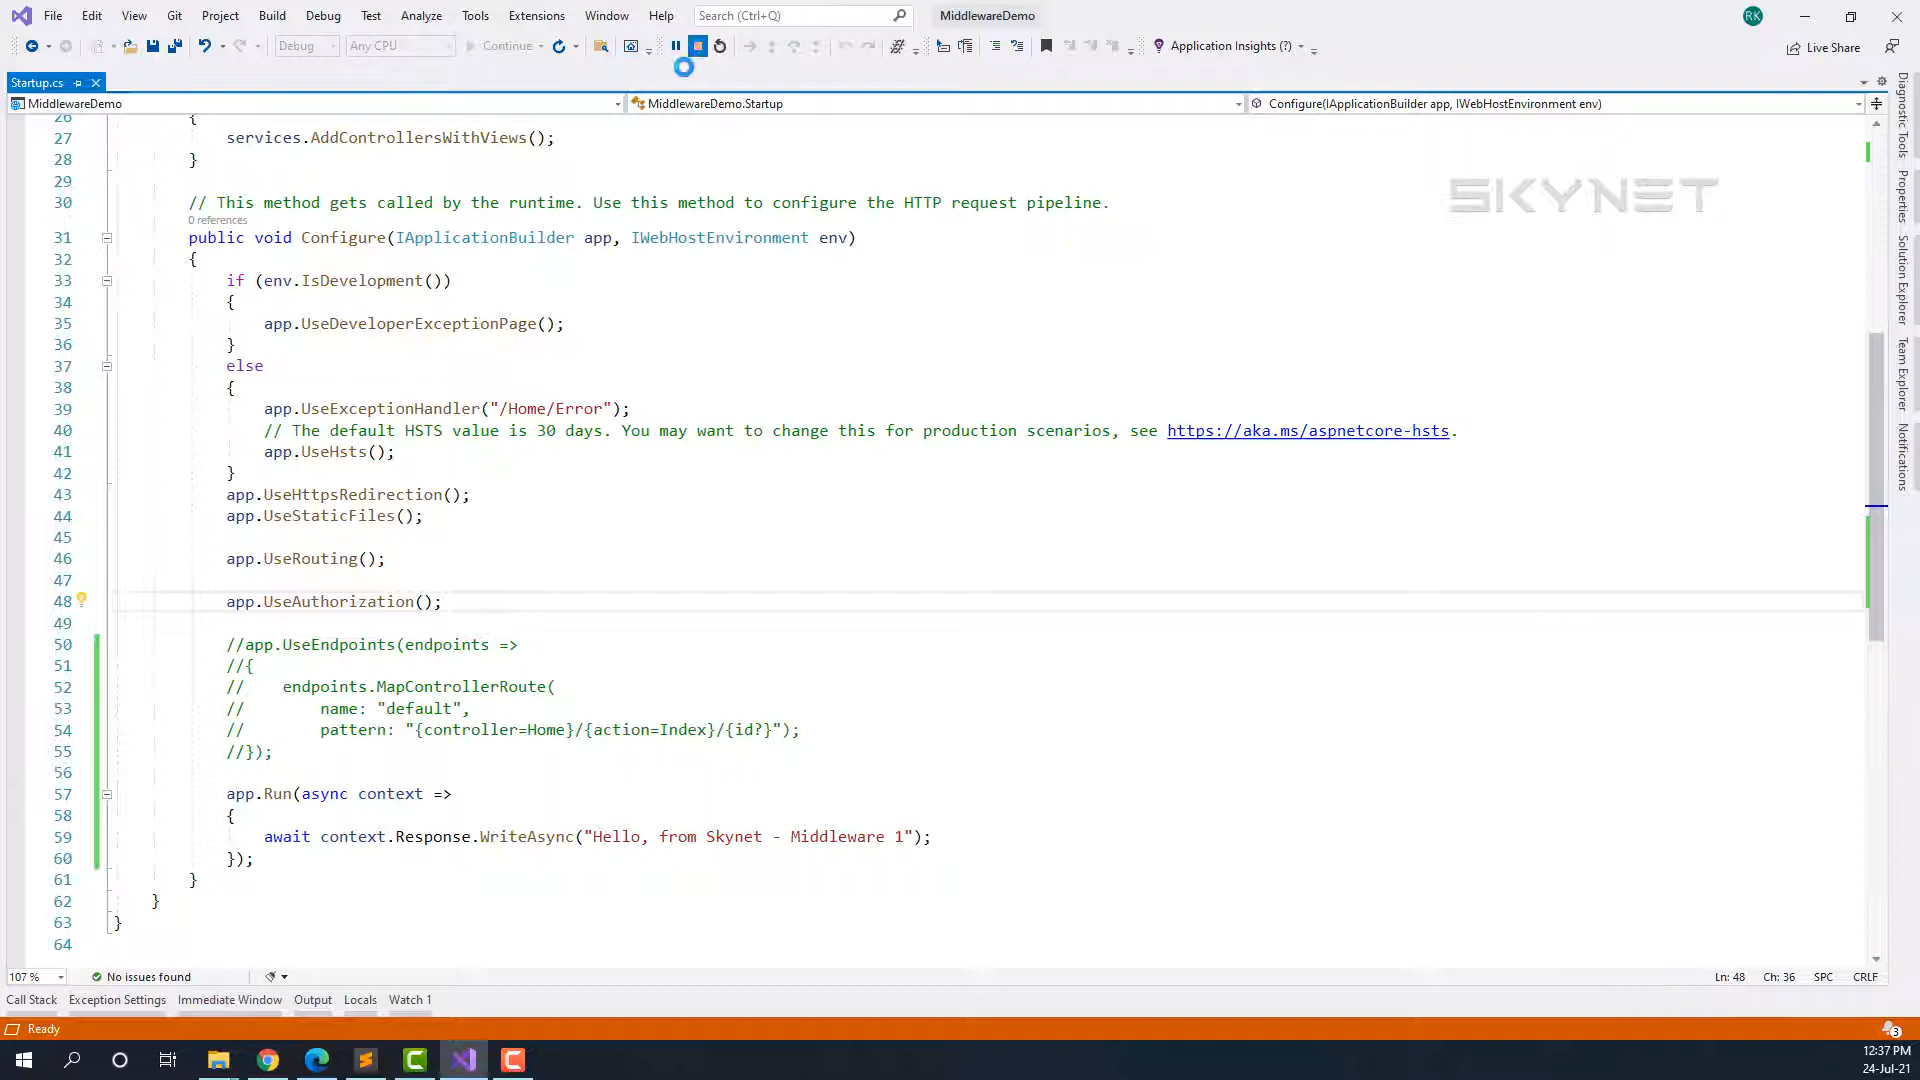 File Edit View Git Project Build Debug Test Analyze Tools Extensions Window Help Search (Ctrl+Q) MiddlewareDemo RK
Debug Any CPU Continue Application Insights (?) Live Share
Startup.cs
MiddlewareDemo MiddlewareDemo.Startup Configure(IApplicationBuilder app, IWebHostEnvironment env)
26 {
27 services.AddControllersWithViews();
28 }
29
30 // This method gets called by the runtime. Use this method to configure the HTTP request pipeline.
0 references
31 public void Configure(IApplicationBuilder app, IWebHostEnvironment env)
32 {
33 if (env.IsDevelopment())
34 {
35 app.UseDeveloperExceptionPage();
36 }
37 else
38 {
39 app.UseExceptionHandler("/Home/Error");
40 // The default HSTS value is 30 days. You may want to change this for production scenarios, see https://aka.ms/aspnetcore-hsts.
41 app.UseHsts();
42 }
43 app.UseHttpsRedirection();
44 app.UseStaticFiles();
45
46 app.UseRouting();
47
48 app.UseAuthorization();
49
50 //app.UseEndpoints(endpoints =>
51 //{
52 // endpoints.MapControllerRoute(
53 // name: "default",
54 // pattern: "{controller=Home}/{action=Index}/{id?}");
55 //});
56
57 app.Run(async context =>
58 {
59 await context.Response.WriteAsync("Hello, from Skynet - Middleware 1");
60 });
61 }
62 }
63 }
64
SKYNET
Diagnostic Tools
Properties
Solution Explorer
Team Explorer
Notifications
107 % No issues found Ln: 48 Ch: 36 SPC CRLF
Call Stack Exception Settings Immediate Window Output Locals Watch 1
Ready 3
12:37 PM
24-Jul-21